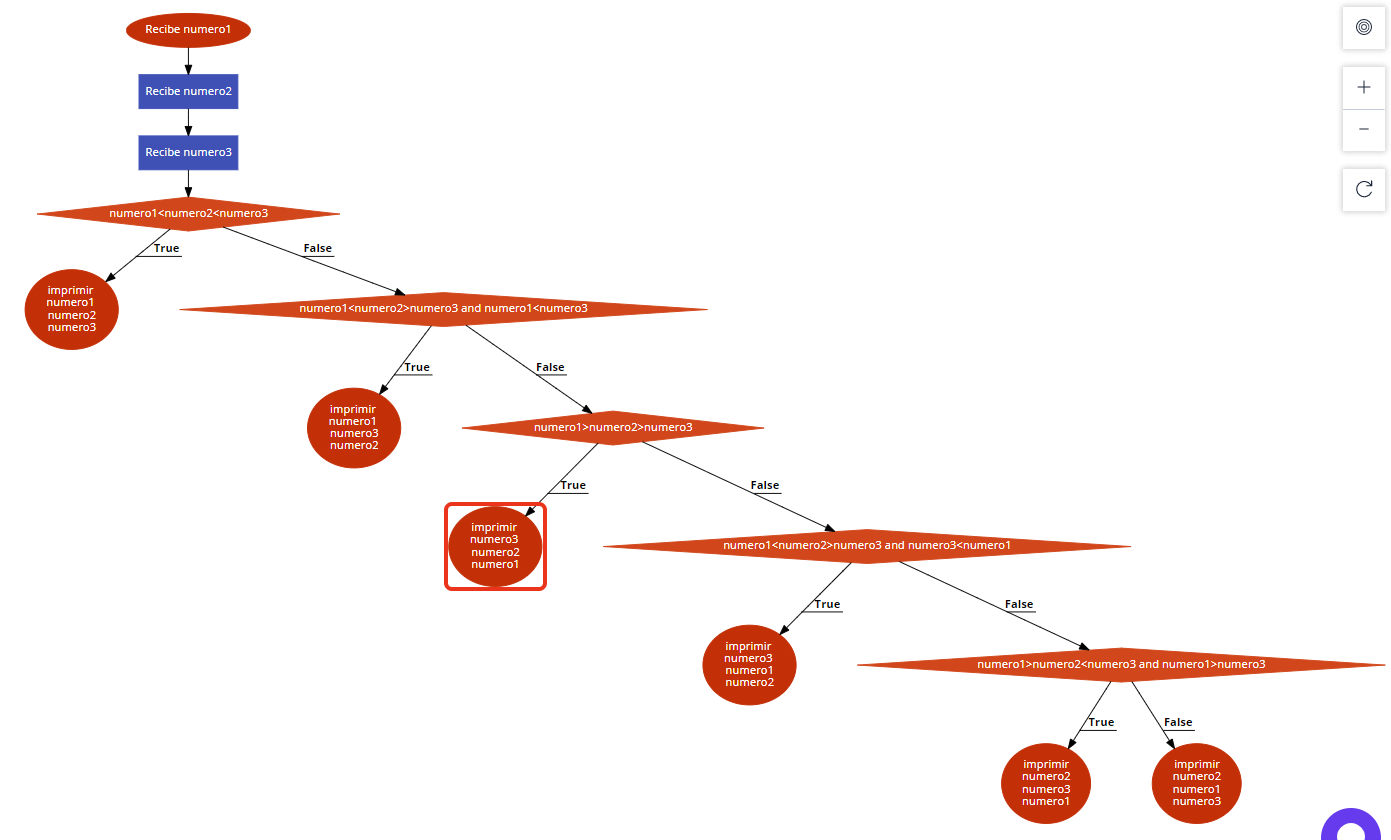 Recibe numero1
Recibe numero2
Recibe numero3
numero1<numero2<numero3
True
False
imprimir
numero1
numero2
numero3
numero1<numero2>numero3 and numero1<numero3
True
False
imprimir
numero1
numero3
numero2
numero1>numero2>numero3
True
False
imprimir
numero3
numero2
numero1
numero1<numero2>numero3 and numero3<numero1
True
False
imprimir
numero3
numero1
numero2
numero1>numero2<numero3 and numero1>numero3
True
False
imprimir
numero2
numero3
numero1
imprimir
numero2
numero1
numero3